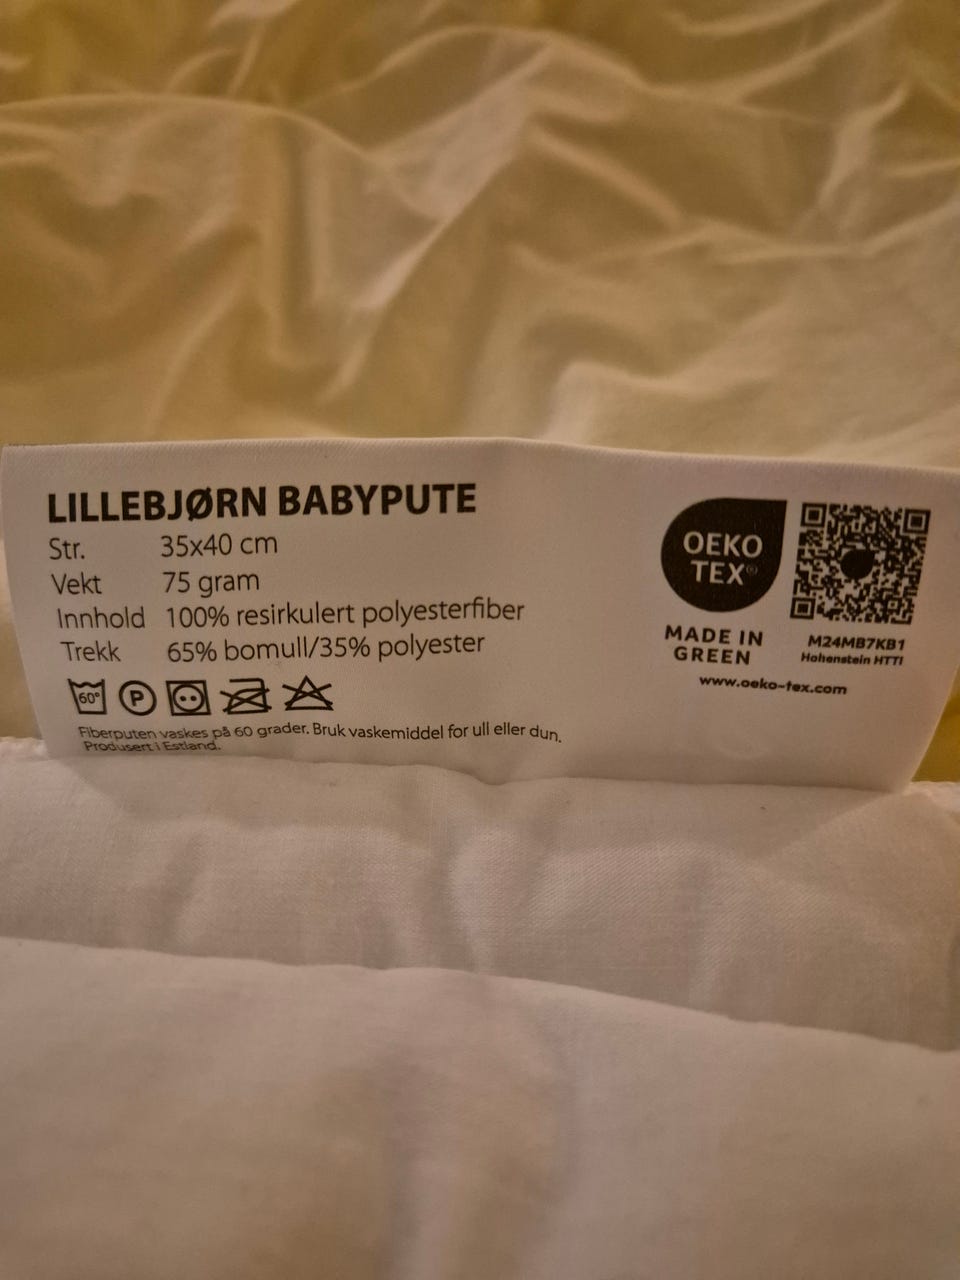 LILLEBJØRN BABYPUTE
Str. 35x40 cm
Vekt 75 gram
Innhold 100% resirkulert polyesterfiber
Trekk 65% bomull/35% polyester
60° P
Fiberputen vaskes på 60 grader. Bruk vaskemiddel for ull eller dun.
Produsert i Estland.
OEKO
TEX®
MADE IN
GREEN
M24MB7KB1
Hohenstein HTTI
www.oeko-tex.com